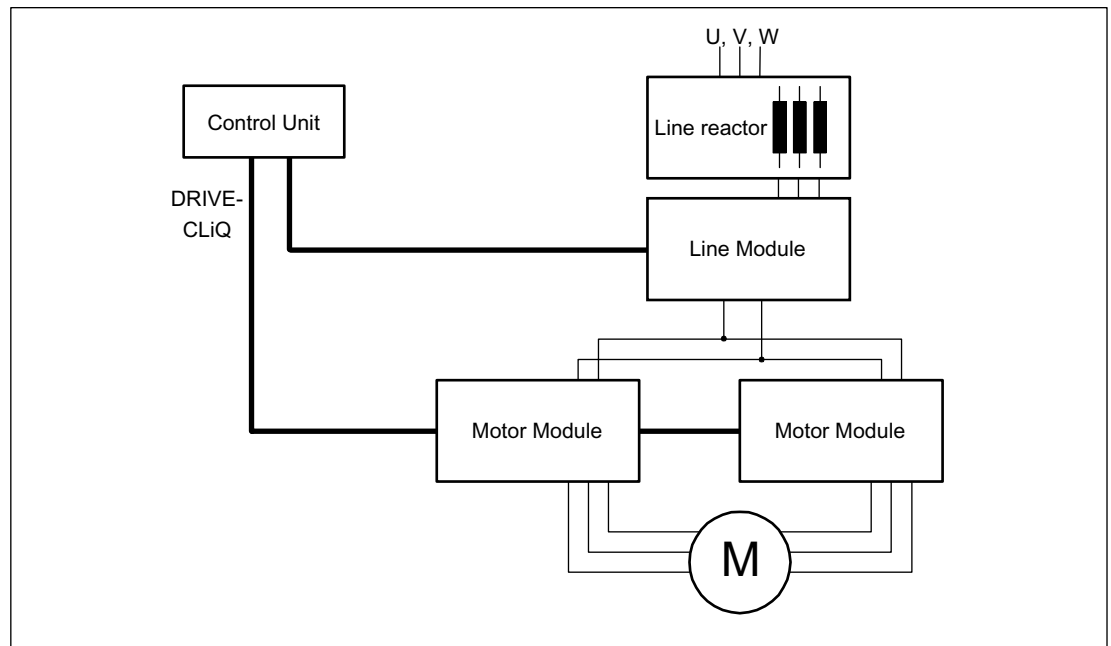 U, V, W
Control Unit
Line reactor
DRIVE-
CLiQ
Line Module
Motor Module
Motor Module
M